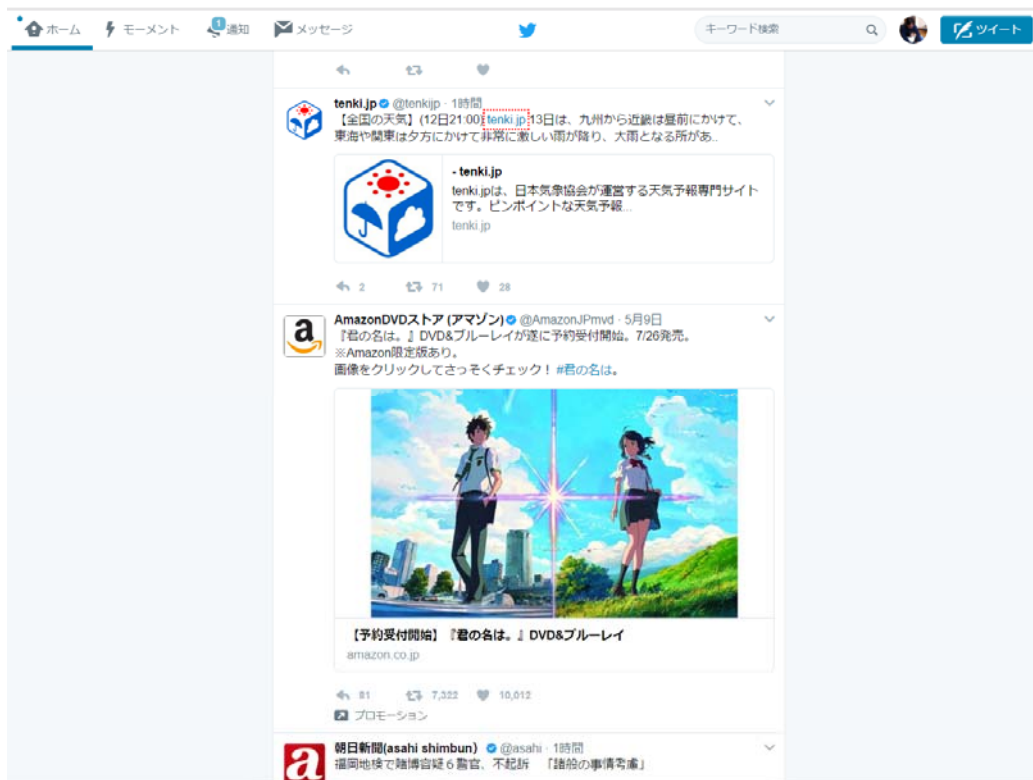 ホーム モーメント 1 通知 メッセージ キーワード検索 ツイート
tenki.jp @tenkijp · 1時間
【全国の天気】(12日21:00) tenki.jp 13日は、九州から近畿は昼前にかけて、
東海や関東は夕方にかけて非常に激しい雨が降り、大雨となる所があ..
- tenki.jp
tenki.jpは、日本気象協会が運営する天気予報専門サイト
です。ピンポイントな天気予報...
tenki.jp
2 71 28
a
AmazonDVDストア (アマゾン) @AmazonJPmvd · 5月9日
『君の名は。』DVD&ブルーレイが遂に予約受付開始。7/26発売。
※Amazon限定版あり。
画像をクリックしてさっそくチェック! #君の名は。
【予約受付開始】『君の名は。』DVD&ブルーレイ
amazon.co.jp
81 7,322 10,012
プロモーション
a
朝日新聞(asahi shimbun) @asahi · 1時間
福岡地検で賭博容疑6警官、不起訴 「諸般の事情考慮」